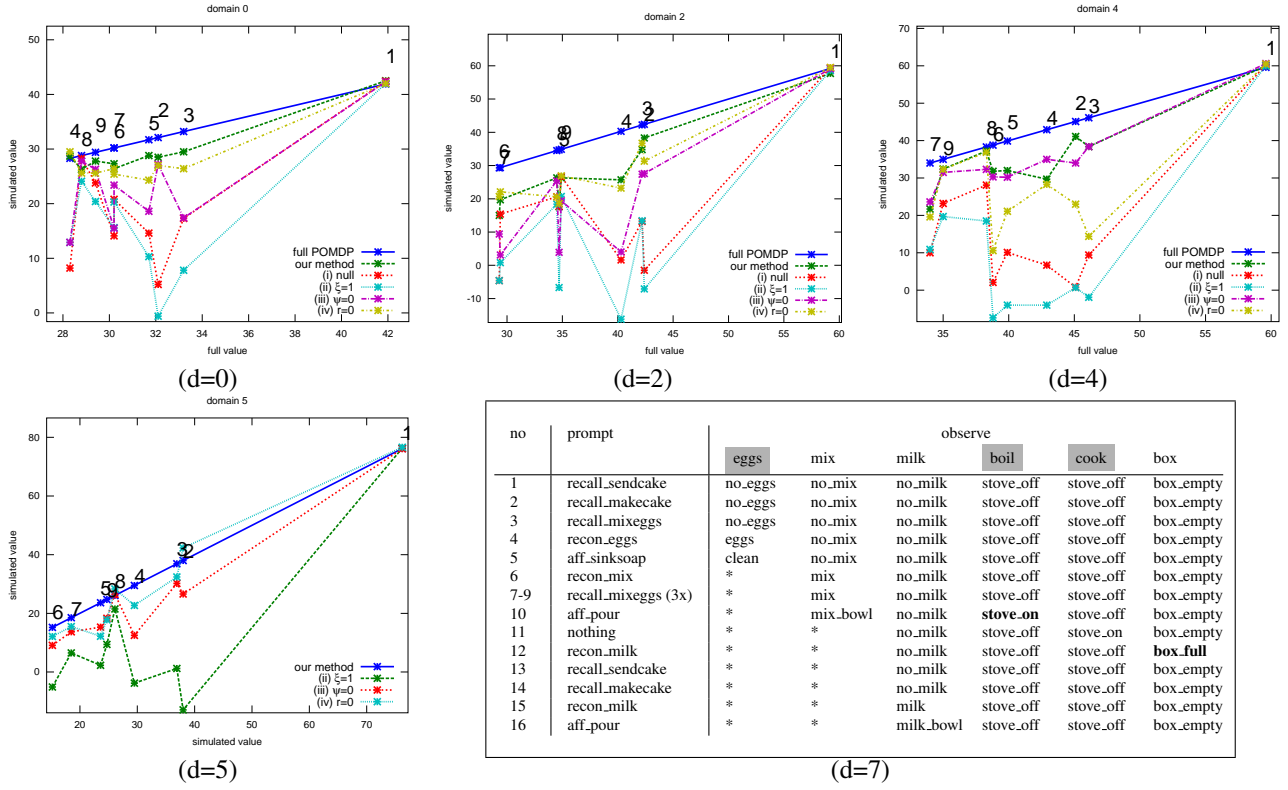 domain 0
50
40
30
20
10
0
simulated value
4
8
9
7
6
5
2
3
1
full POMDP
our method
(i) null
(ii) ξ=1
(iii) ψ=0
(iv) r=0
28 30 32 34 36 38 40 42
full value
(d=0)
domain 2
60
50
40
30
20
10
0
-10
simulated value
6
7
8
9
5
4
3
2
1
full POMDP
our method
(i) null
(ii) ξ=1
(iii) ψ=0
(iv) r=0
30 35 40 45 50 55 60
full value
(d=2)
domain 4
60
50
40
30
20
10
0
simulated value
7
9
8
6
5
4
2
3
1
full POMDP
our method
(i) null
(ii) ξ=1
(iii) ψ=0
(iv) r=0
35 40 45 50 55 60
full value
(d=4)
domain 5
80
60
40
20
0
simulated value
6
7
5
8
4
3
2
1
our method
(ii) ξ=1
(iii) ψ=0
(iv) r=0
20 30 40 50 60 70
simulated value
(d=5)
no prompt observe
eggs mix milk boil cook box
1 recall_sendcake no_eggs no_mix no_milk stove_off stove_off box_empty
2 recall_makecake no_eggs no_mix no_milk stove_off stove_off box_empty
3 recall_mixeggs no_eggs no_mix no_milk stove_off stove_off box_empty
4 recon_eggs eggs no_mix no_milk stove_off stove_off box_empty
5 aff_sinksoap clean no_mix no_milk stove_off stove_off box_empty
6 recon_mix * mix no_milk stove_off stove_off box_empty
7-9 recall_mixeggs (3x) * mix no_milk stove_off stove_off box_empty
10 aff_pour * mix_bowl no_milk stove_on stove_off box_empty
11 nothing * * no_milk stove_off stove_on box_empty
12 recon_milk * * no_milk stove_off stove_off box_full
13 recall_sendcake * * no_milk stove_off stove_off box_empty
14 recall_makecake * * no_milk stove_off stove_off box_empty
15 recon_milk * * milk stove_off stove_off box_empty
16 aff_pour * * milk_bowl stove_off stove_off box_empty
(d=7)